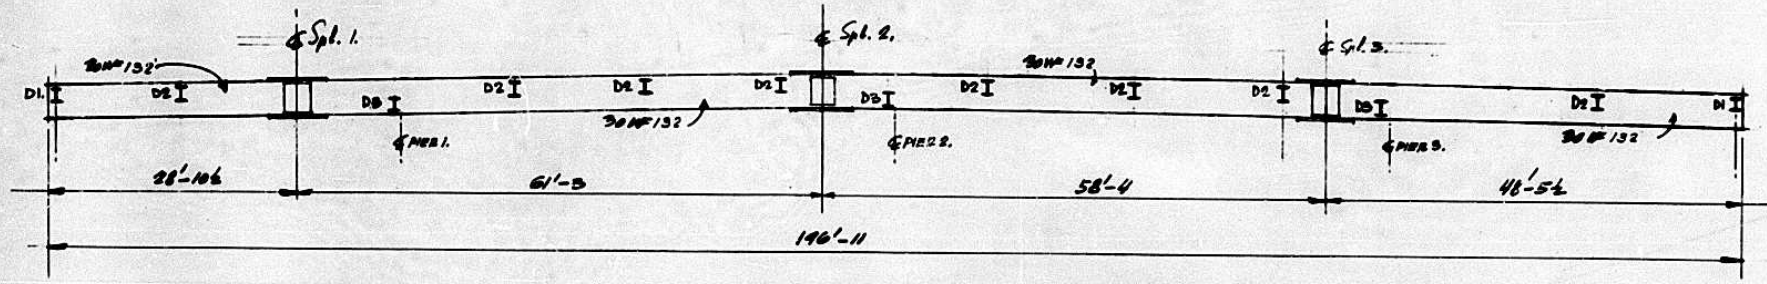 ℄ Spl. 1.
℄ Spl. 2.
℄ Spl. 3.
30WF132
30WF132
D1.
D2
D3
D2
D2
D2
D3
D2
D2
D2
D3
D2
D1
30WF132
30WF132
℄ PIER 1.
℄ PIER 2.
℄ PIER 3.
28'-10½
61'-3
58'-4
48'-5½
196'-11